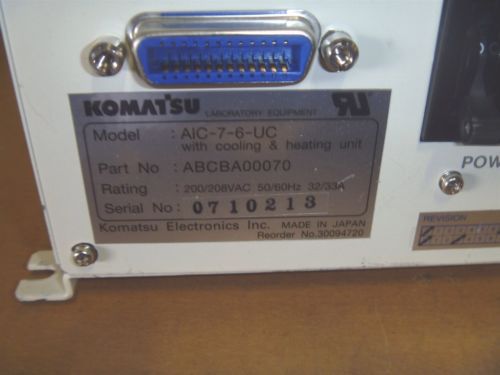 KOMATSU LABORATORY EQUIPMENT
Model : AIC-7-6-UC
with cooling & heating unit
Part No : ABCBA00070
Rating : 200/208VAC 50/60Hz 32/33A
Serial No : 0710213
Komatsu Electronics Inc. MADE IN JAPAN
Reorder No.30094720
POW
REVISION